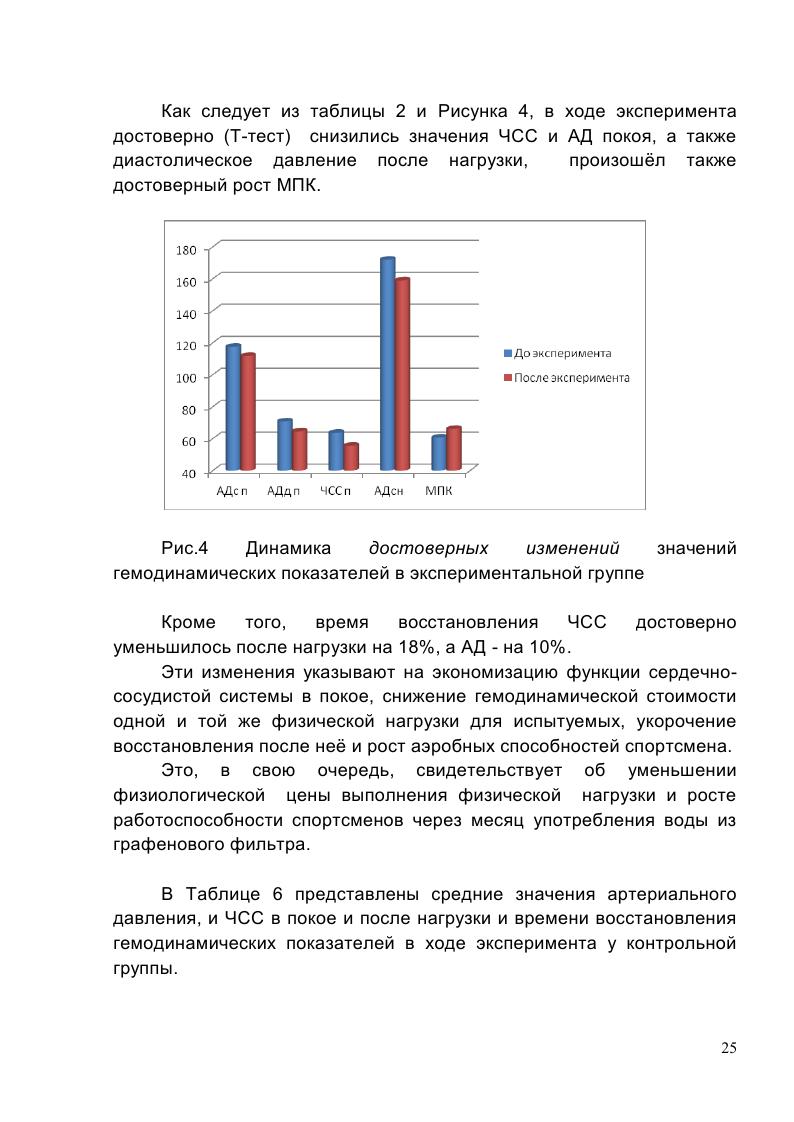 Как следует из таблицы 2 и Рисунка 4, в ходе эксперимента
достоверно (Т-тест) снизились значения ЧСС и АД покоя, а также
диастолическое давление после нагрузки, произошёл также
достоверный рост МПК.
180
160
140
120
100
80
60
40
АДс п
АДд п
ЧСС п
АДсн
МПК
До эксперимента
После эксперимента
Рис.4 Динамика достоверных изменений значений
гемодинамических показателей в экспериментальной группе
Кроме того, время восстановления ЧСС достоверно
уменьшилось после нагрузки на 18%, а АД - на 10%.
Эти изменения указывают на экономизацию функции сердечно-
сосудистой системы в покое, снижение гемодинамической стоимости
одной и той же физической нагрузки для испытуемых, укорочение
восстановления после неё и рост аэробных способностей спортсмена.
Это, в свою очередь, свидетельствует об уменьшении
физиологической цены выполнения физической нагрузки и росте
работоспособности спортсменов через месяц употребления воды из
графенового фильтра.
В Таблице 6 представлены средние значения артериального
давления, и ЧСС в покое и после нагрузки и времени восстановления
гемодинамических показателей в ходе эксперимента у контрольной
группы.
25